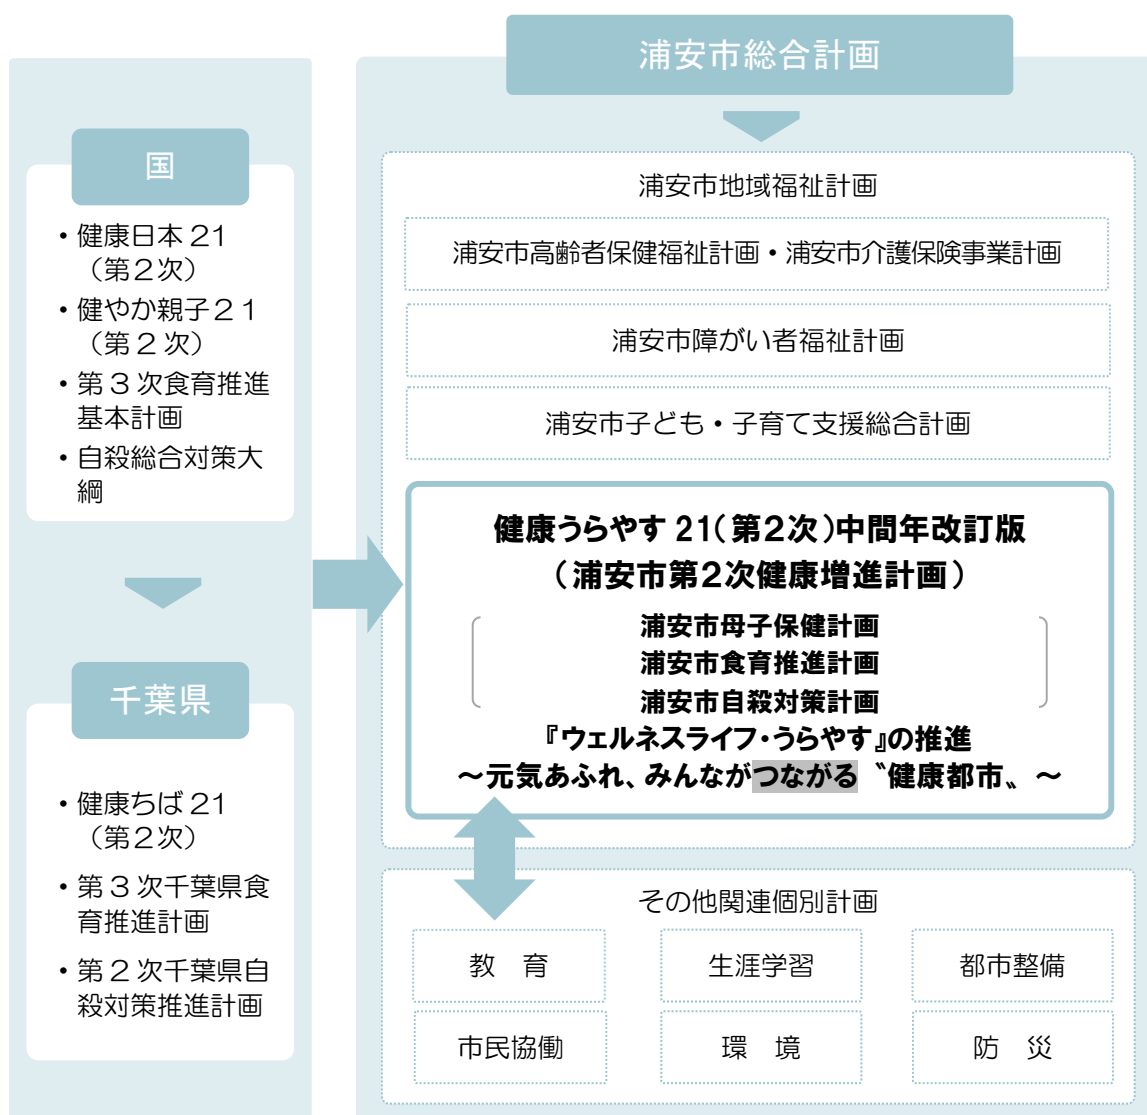 浦安市総合計画
国
・健康日本21
（第２次）
・健やか親子２１
（第２次）
・第３次食育推進
基本計画
・自殺総合対策大
綱
千葉県
・健康ちば21
（第２次）
・第３次千葉県食
育推進計画
・第２次千葉県自
殺対策推進計画
浦安市地域福祉計画
浦安市高齢者保健福祉計画・浦安市介護保険事業計画
浦安市障がい者福祉計画
浦安市子ども・子育て支援総合計画
健康うらやす21（第２次）中間年改訂版
（浦安市第２次健康増進計画）
浦安市母子保健計画
浦安市食育推進計画
浦安市自殺対策計画
『ウェルネスライフ・うらやす』の推進
～元気あふれ、みんながつながる〝健康都市〟～
その他関連個別計画
教　育
生涯学習
都市整備
市民協働
環　境
防　災